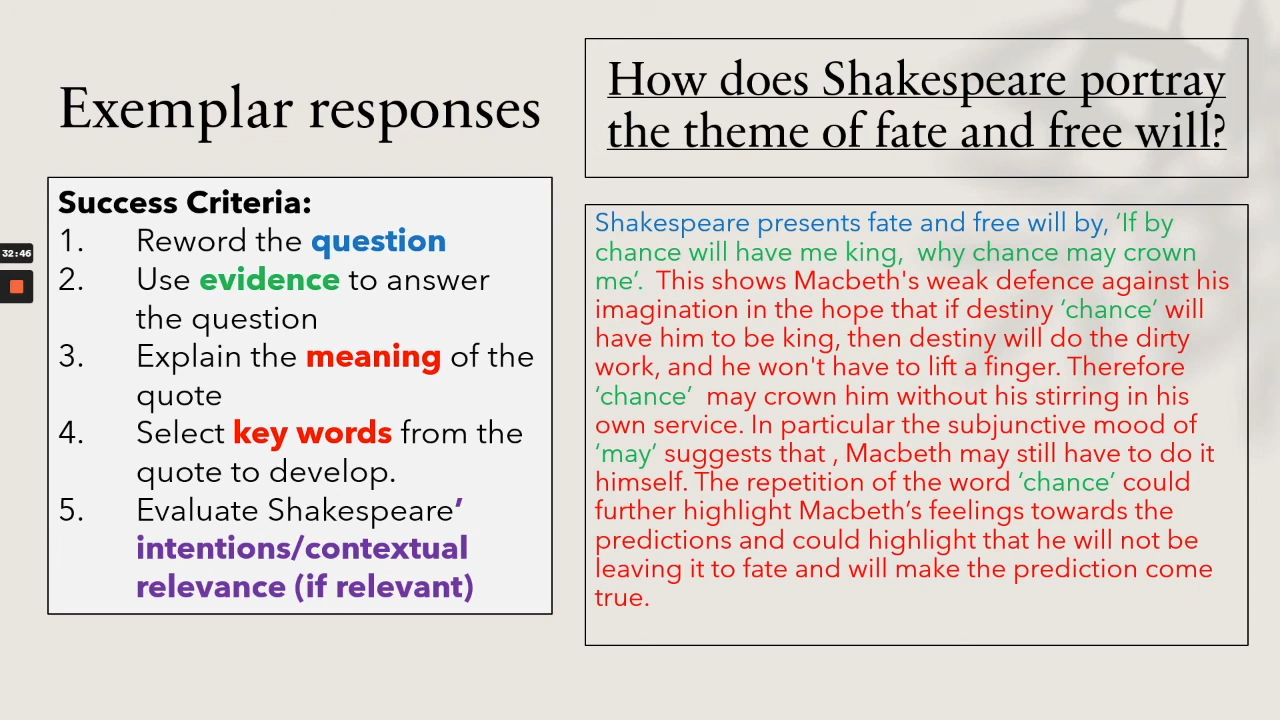 Exemplar responses
How does Shakespeare portray
the theme of fate and free will?
Success Criteria:
1. Reword the question
2. Use evidence to answer
the question
3. Explain the meaning of the
quote
4. Select key words from the
quote to develop.
5. Evaluate Shakespeare’
intentions/contextual
relevance (if relevant)
32:46
Shakespeare presents fate and free will by, ‘If by
chance will have me king,  why chance may crown
me’.  This shows Macbeth's weak defence against his
imagination in the hope that if destiny ‘chance’ will
have him to be king, then destiny will do the dirty
work, and he won't have to lift a finger. Therefore
‘chance’  may crown him without his stirring in his
own service. In particular the subjunctive mood of
‘may’ suggests that , Macbeth may still have to do it
himself. The repetition of the word ‘chance’ could
further highlight Macbeth’s feelings towards the
predictions and could highlight that he will not be
leaving it to fate and will make the prediction come
true.